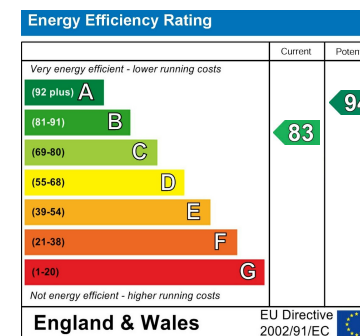 Energy Efficiency Rating
Current
Very energy efficient - lower running costs
(92 plus) A
(81-91) B
83
(69-80) C
(55-68) D
(39-54) E
(21-38) F
(1-20) G
Not energy efficient - higher running costs
England & Wales
EU Directive
2002/91/EC